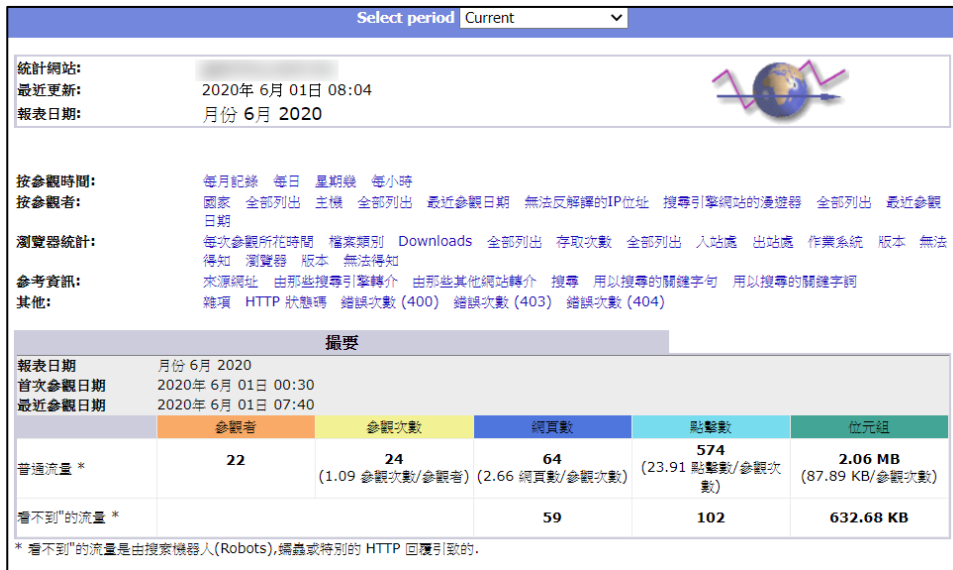 Select period Current
統計網站:
最近更新: 2020年 6月 01日 08:04
報表日期: 月份 6月 2020
按參觀時間: 每月記錄 每日 星期幾 每小時
按參觀者: 國家 全部列出 主機 全部列出 最近參觀日期 無法反解譯的IP位址 搜尋引擎網站的漫遊器 全部列出 最近參觀
日期
瀏覽器統計: 每次參觀所花時間 檔案類別 Downloads 全部列出 存取次數 全部列出 入站處 出站處 作業系統 版本 無法
得知 瀏覽器 版本 無法得知
參考資訊: 來源網址 由那些搜尋引擎轉介 由那些其他網站轉介 搜尋 用以搜尋的關鍵字句 用以搜尋的關鍵字詞
其他: 雜項 HTTP 狀態碼 錯誤次數 (400) 錯誤次數 (403) 錯誤次數 (404)
撮要
報表日期 月份 6月 2020
首次參觀日期 2020年 6月 01日 00:30
最近參觀日期 2020年 6月 01日 07:40
參觀者 參觀次數 網頁數 點擊數 位元組
普通流量 * 22 24 64 574 2.06 MB
(1.09 參觀次數/參觀者) (2.66 網頁數/參觀次數) (23.91 點擊數/參觀次 (87.89 KB/參觀次數)
數)
看不到"的流量 * 59 102 632.68 KB
* 看不到"的流量是由搜索機器人(Robots),蠕蟲或特別的 HTTP 回覆引致的.